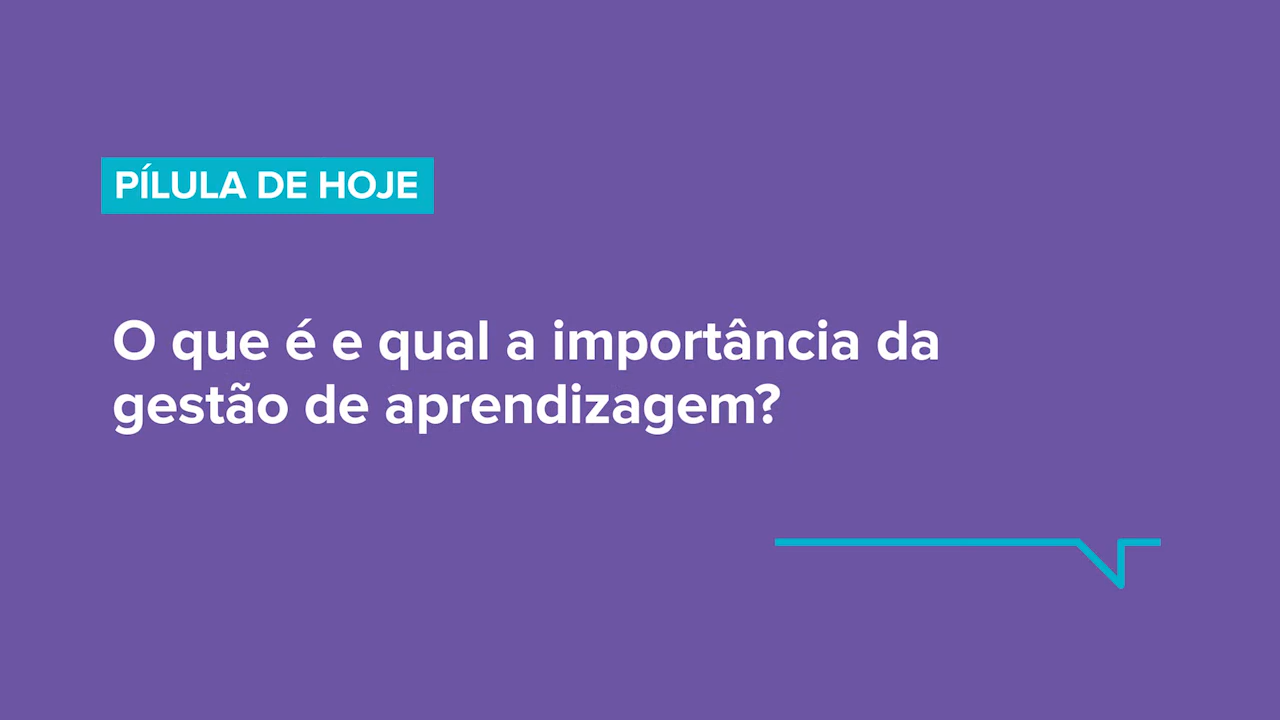 PÍLULA DE HOJE
O que é e qual a importância da
gestão de aprendizagem?